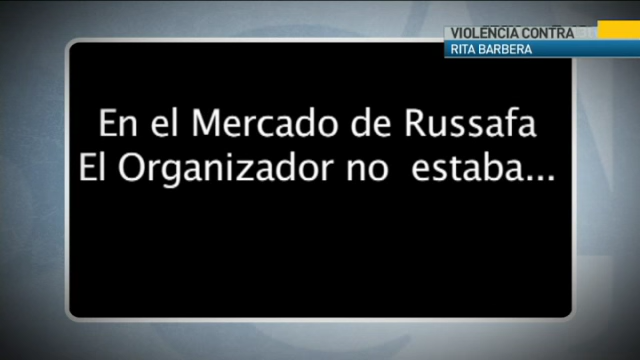 VIOLENCIA CONTRA
RITA BARBERA
En el Mercado de Russafa
El Organizador no estaba...